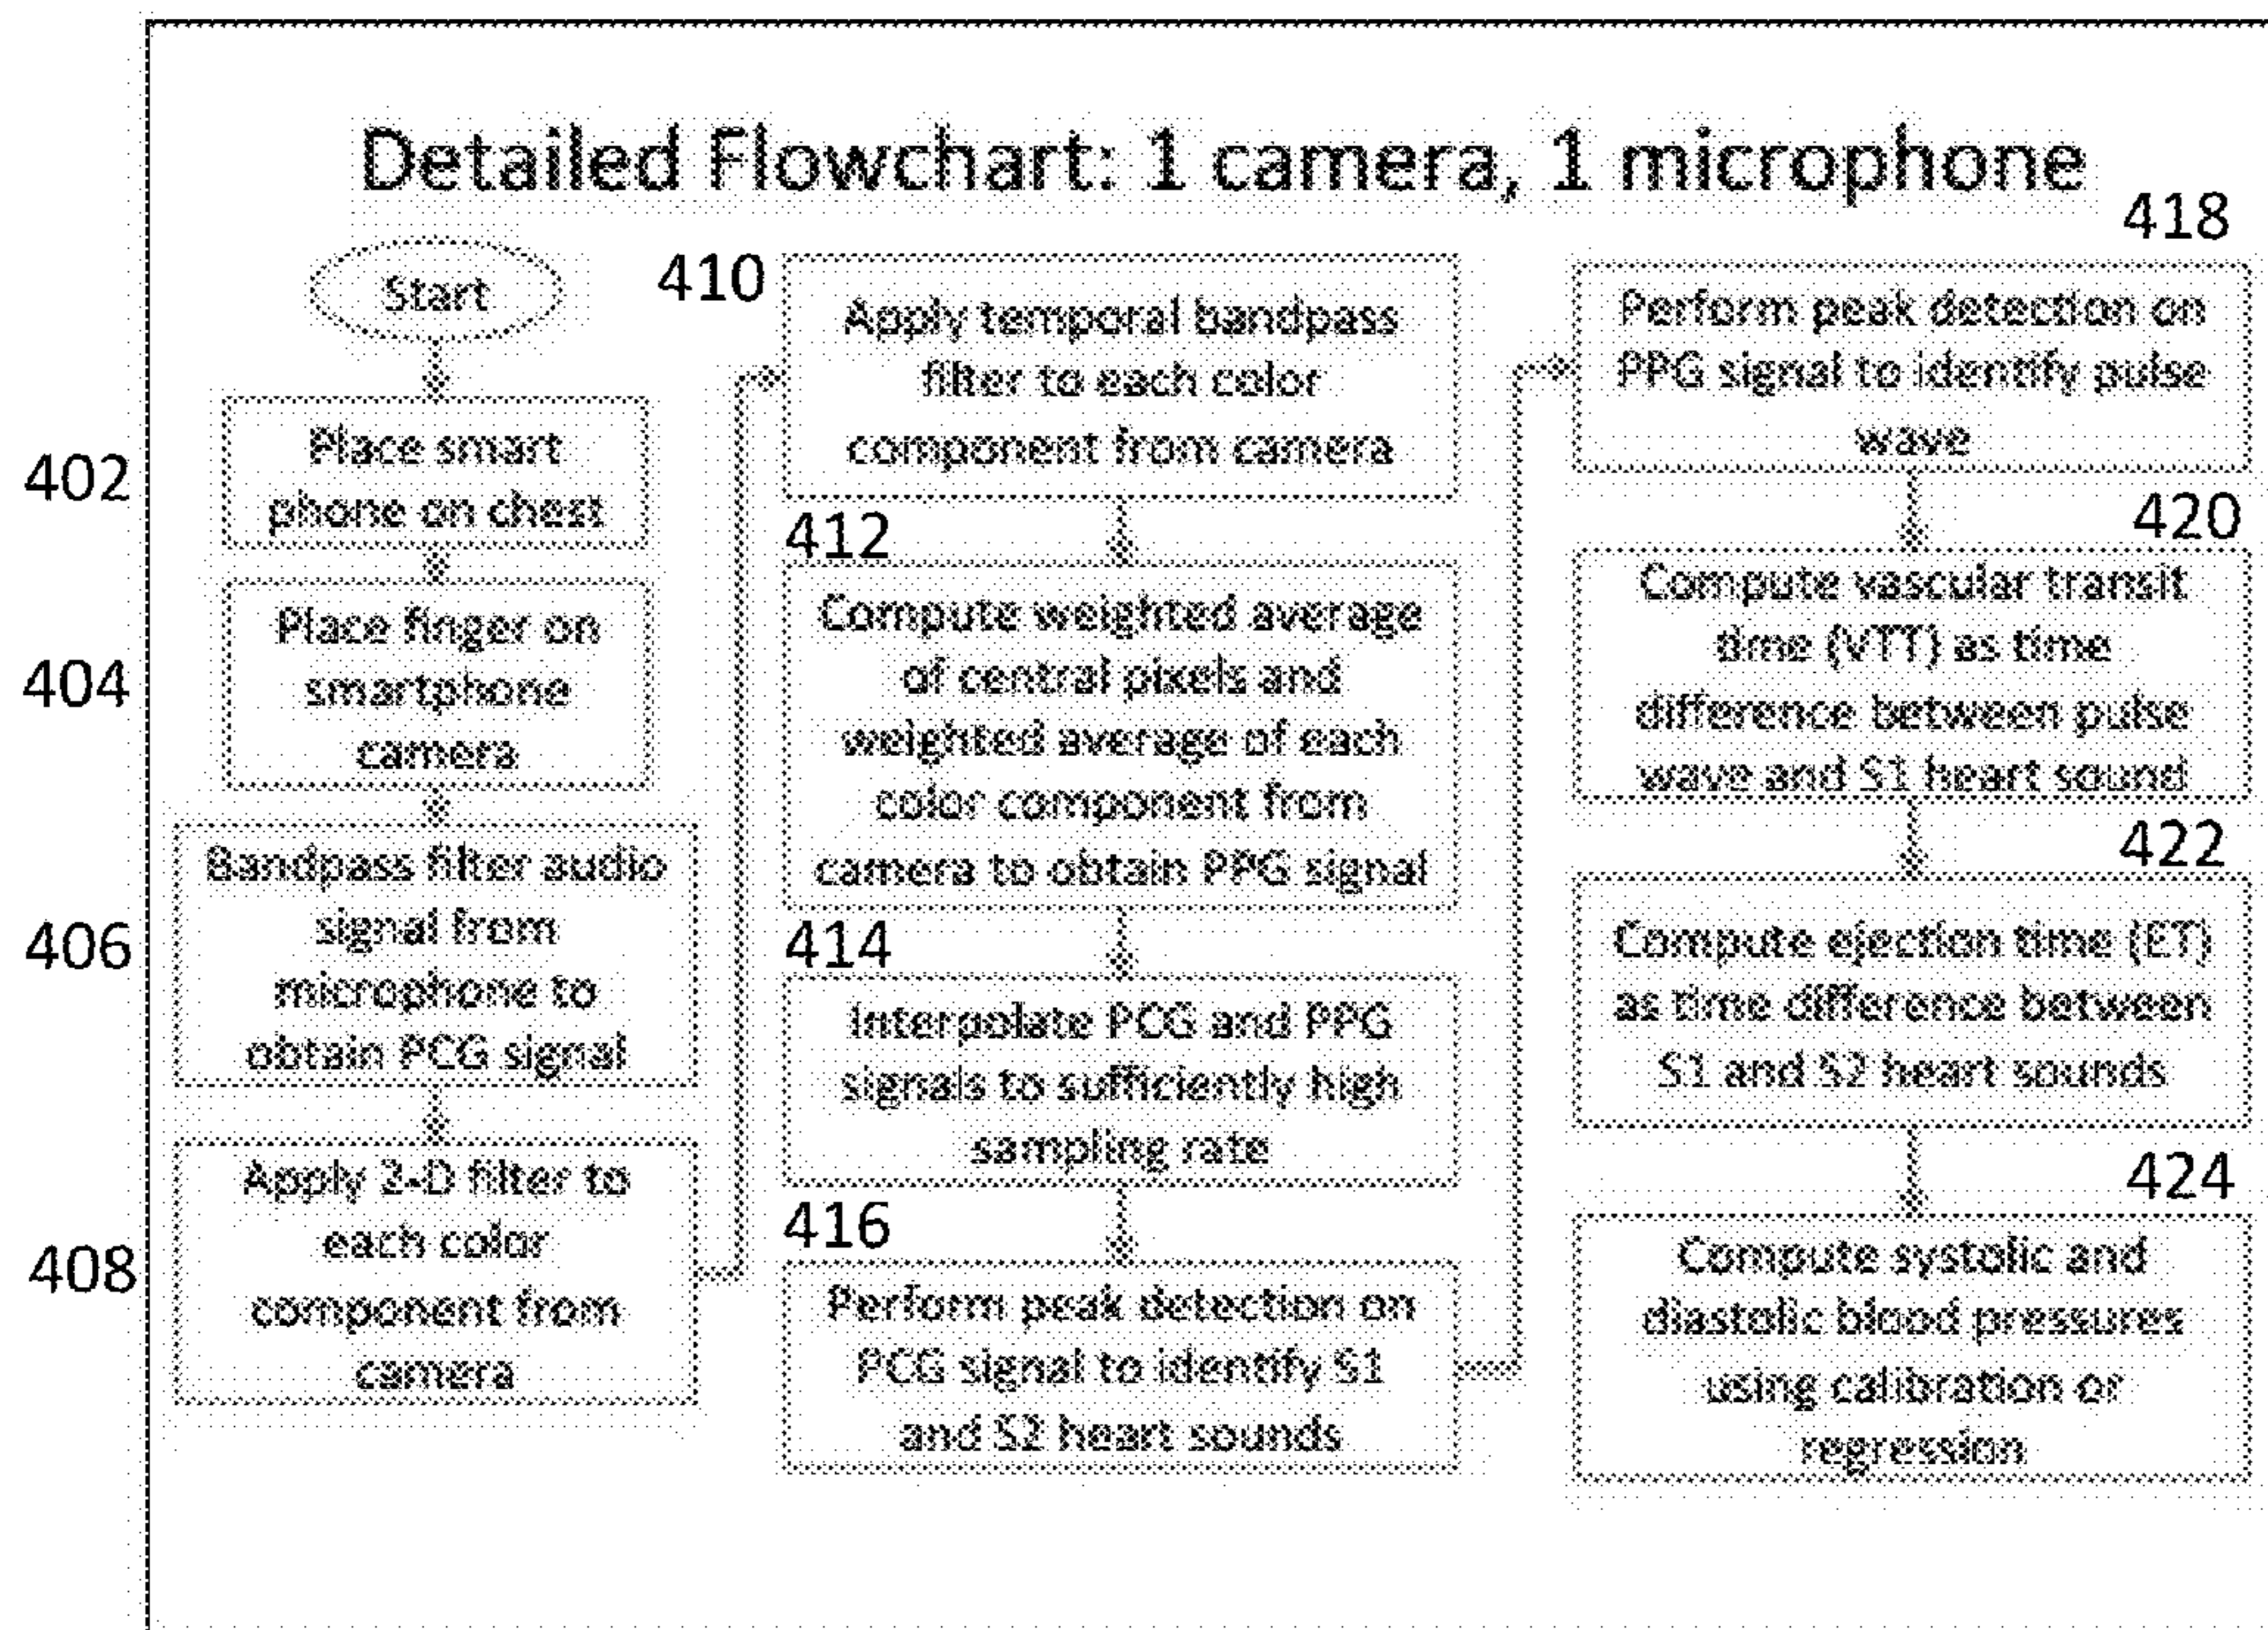 Detailed Flowchart: 1 camera, 1 microphone
Start
402
Place smart
phone on chest
404
Place finger on
smartphone
camera
406
Bandpass filter audio
signal from
microphone to
obtain PCG signal
408
Apply 2-D filter to
each color
component from
camera
410
Apply temporal bandpass
filter to each color
component from camera
412
Compute weighted average
of central pixels and
weighted average of each
color component from
camera to obtain PPG signal
414
Interpolate PCG and PPG
signals to sufficiently high
sampling rate
416
Perform peak detection on
PCG signal to identify S1
and S2 heart sounds
418
Perform peak detection on
PPG signal to identify pulse
wave
420
Compute vascular transit
time (VTT) as time
difference between pulse
wave and S1 heart sound
422
Compute ejection time (ET)
as time difference between
S1 and S2 heart sounds
424
Compute systolic and
diastolic blood pressures
using calibration or
regression